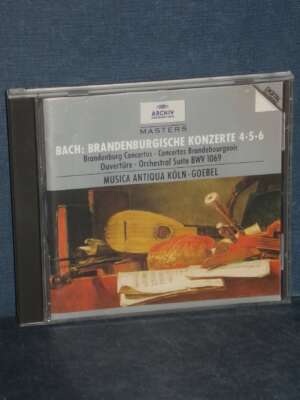 ARCHIV
MASTERS
BACH: BRANDENBURGISCHE KONZERTE 4·5·6
Brandenburg Concertos · Concertos Brandebourgeois
Ouvertüre · Orchestral Suite BWV 1069
MUSICA ANTIQUA KÖLN · GOEBEL